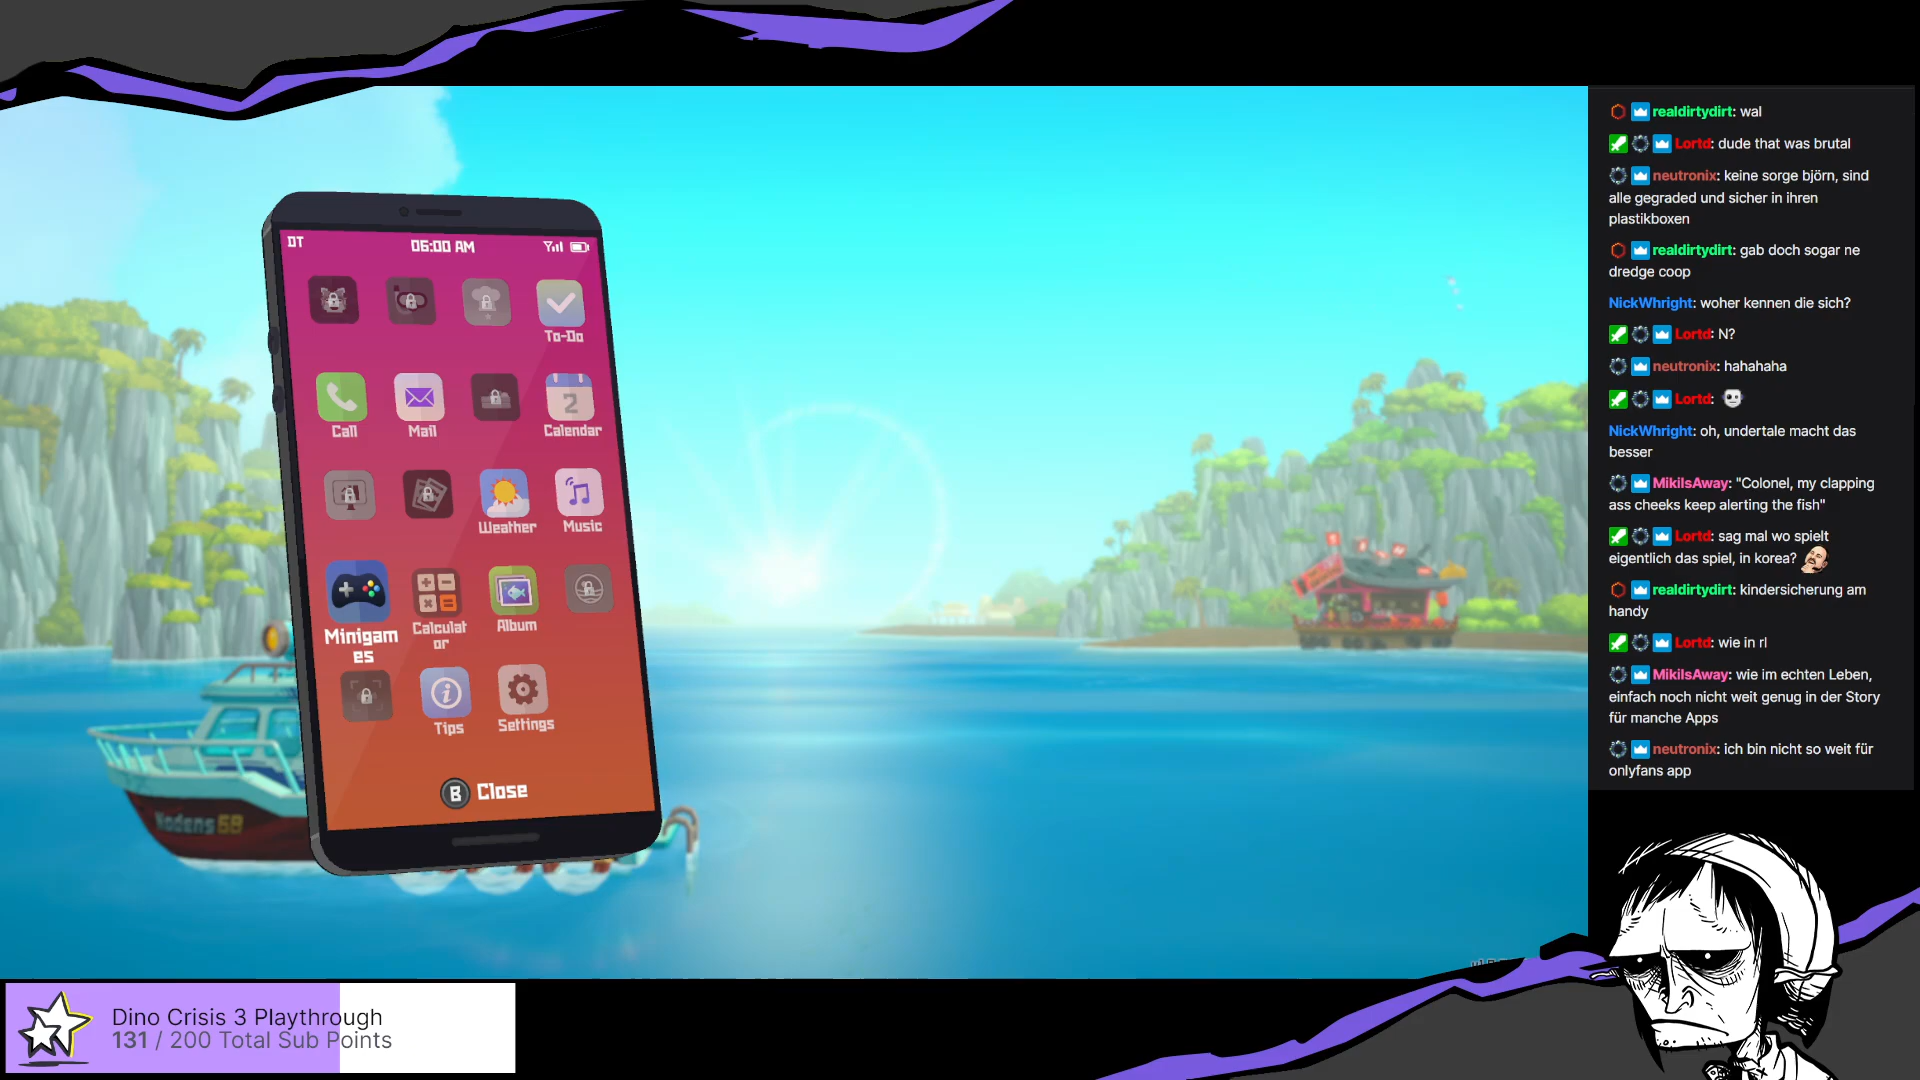 DT
06:00 AM
To-Do
Call
Mail
Calendar
2
Weather
Music
Minigam
es
Calculat
or
Album
Tips
Settings
B Close
Nodens 68
realdirtydirt: wal
Lortd: dude that was brutal
neutronix: keine sorge björn, sind
alle gegraded und sicher in ihren
plastikboxen
realdirtydirt: gab doch sogar ne
dredge coop
NickWhright: woher kennen die sich?
Lortd: N?
neutronix: hahahaha
Lortd:
NickWhright: oh, undertale macht das
besser
MikilsAway: "Colonel, my clapping
ass cheeks keep alerting the fish"
Lortd: sag mal wo spielt
eigentlich das spiel, in korea?
realdirtydirt: kindersicherung am
handy
Lortd: wie in rl
MikilsAway: wie im echten Leben,
einfach noch nicht weit genug in der Story
für manche Apps
neutronix: ich bin nicht so weit für
onlyfans app
Dino Crisis 3 Playthrough
131 / 200 Total Sub Points